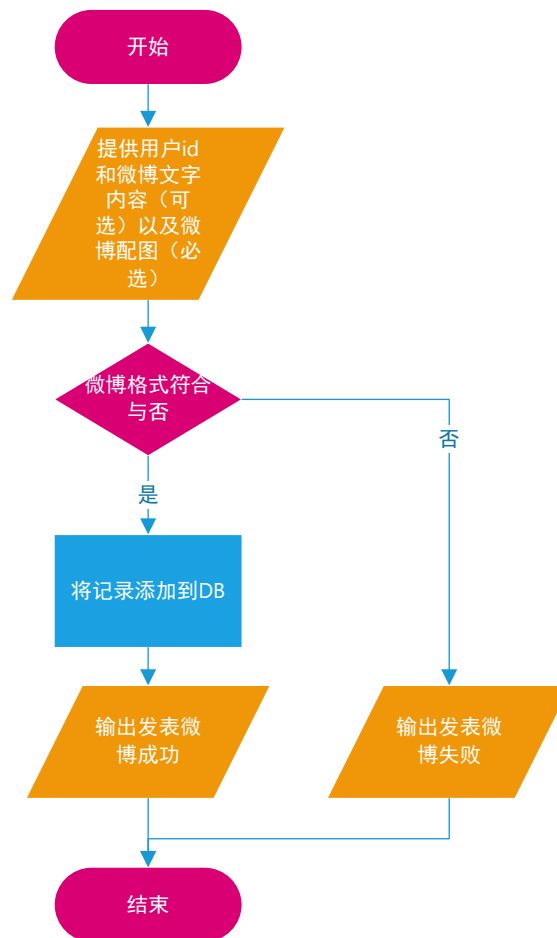 开始
提供用户id
和微博文字
内容（可
选）以及微
博配图（必
选）
微博格式符合
与否
否
是
将记录添加到DB
输出发表微
博成功
输出发表微
博失败
结束